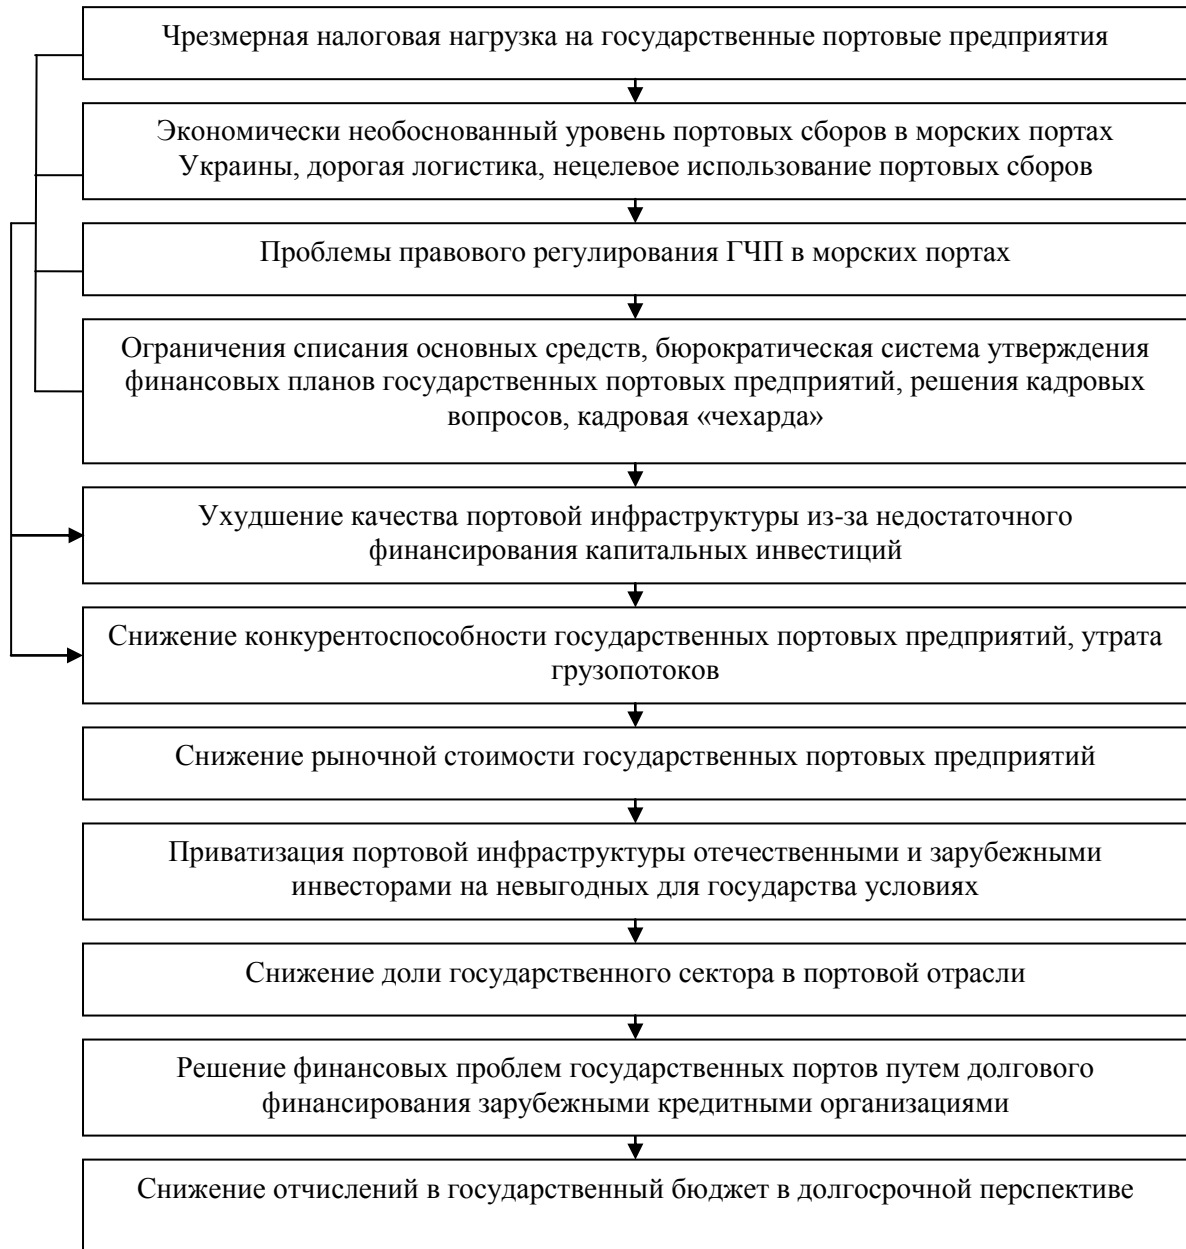 Чрезмерная налоговая нагрузка на государственные портовые предприятия
Экономически необоснованный уровень портовых сборов в морских портах
Украины, дорогая логистика, нецелевое использование портовых сборов
Проблемы правового регулирования ГЧП в морских портах
Ограничения списания основных средств, бюрократическая система утверждения
финансовых планов государственных портовых предприятий, решения кадровых
вопросов, кадровая «чехарда»
Ухудшение качества портовой инфраструктуры из-за недостаточного
финансирования капитальных инвестиций
Снижение конкурентоспособности государственных портовых предприятий, утрата
грузопотоков
Снижение рыночной стоимости государственных портовых предприятий
Приватизация портовой инфраструктуры отечественными и зарубежными
инвесторами на невыгодных для государства условиях
Снижение доли государственного сектора в портовой отрасли
Решение финансовых проблем государственных портов путем долгового
финансирования зарубежными кредитными организациями
Снижение отчислений в государственный бюджет в долгосрочной перспективе